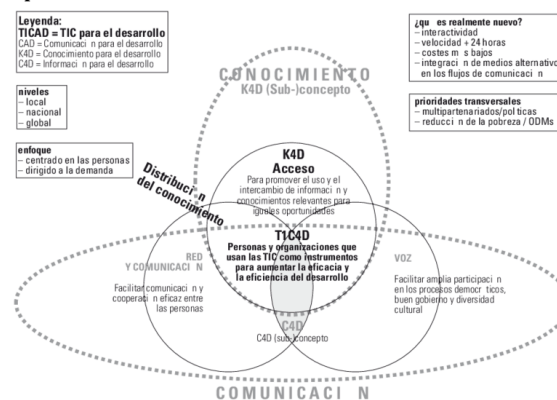 Leyenda:
TICAD = TIC para el desarrollo
CAD = Comunicaci n para el desarrollo
K4D = Conocimiento para el desarrollo
C4D = Informaci n para el desarrollo
niveles
– local
– nacional
– global
enfoque
– centrado en las personas
– dirigido a la demanda
¿qu es realmente nuevo?
– interactividad
– velocidad + 24 horas
– costes m s bajos
– integraci n de medios alternativo
en los flujos de comunicaci n
prioridades transversales
– multipartenariados/pol ticas
– reducci n de la pobreza / ODMs
CONOCIMIENTO
K4D (Sub-)concepto
Distribuci n
del conocimiento
K4D
Acceso
Para promover el uso y el
intercambio de informaci n y
conocimientos relevantes para
iguales oportunidades
T1C4D
Personas y organizaciones que
usan las TIC como instrumentos
para aumentar la eficacia y
la eficiencia del desarrollo
RED
Y COMUNICACI N
Facilitar comunicaci n y
cooperaci n eficaz entre
las personas
VOZ
Facilitar amplia participaci n
en los procesos democr ticos,
buen gobierno y diversidad
cultural
C4D
C4D (sub-)concepto
COMUNICACI N